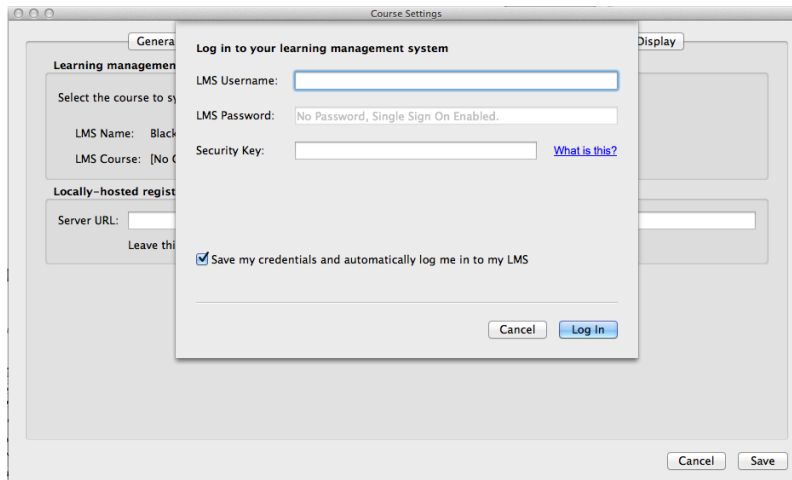 Course Settings
Genera
Display
Log in to your learning management system
Learning managemen
LMS Username:
Select the course to sy
LMS Password: No Password, Single Sign On Enabled.
LMS Name: Black
Security Key: What is this?
LMS Course: [No C
Locally-hosted regist
Server URL:
Leave thi
Save my credentials and automatically log me in to my LMS
Cancel Log In
Cancel Save